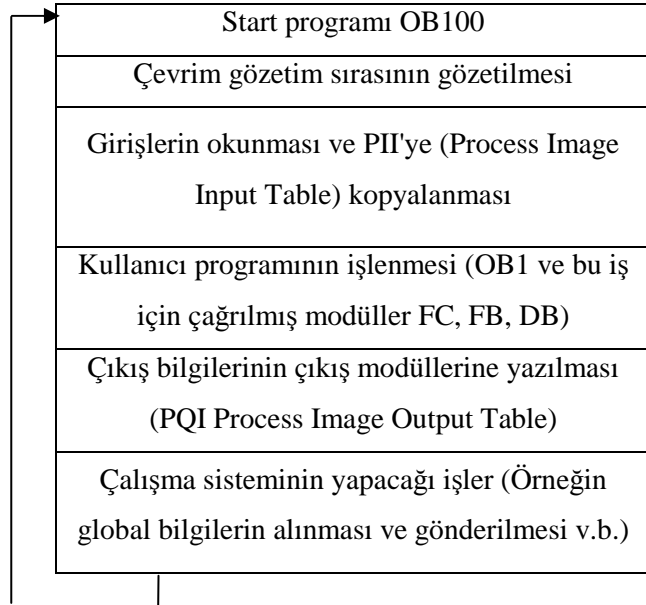 Start programı OB100
Çevrim gözetim sırasının gözetilmesi
Girişlerin okunması ve PII'ye (Process Image
Input Table) kopyalanması
Kullanıcı programının işlenmesi (OB1 ve bu iş
için çağrılmış modüller FC, FB, DB)
Çıkış bilgilerinin çıkış modüllerine yazılması
(PQI Process Image Output Table)
Çalışma sisteminin yapacağı işler (Örneğin
global bilgilerin alınması ve gönderilmesi v.b.)